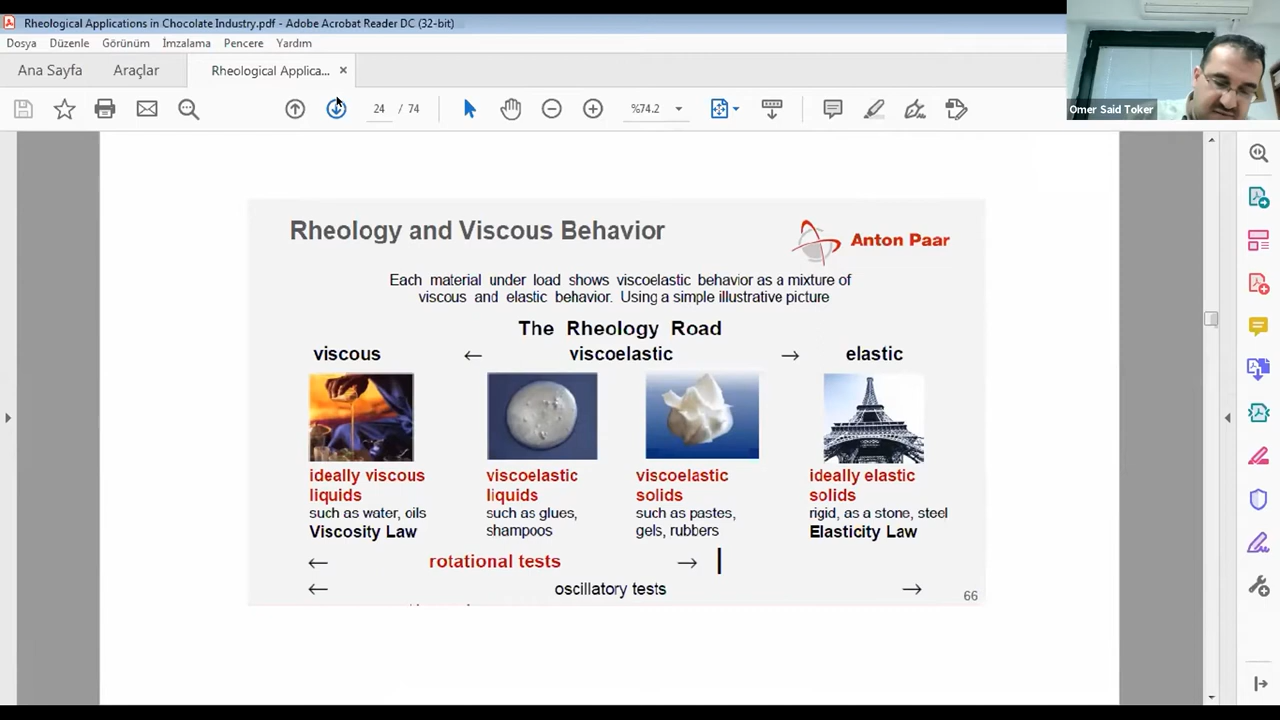 Rheological Applications in Chocolate Industry.pdf - Adobe Acrobat Reader DC (32-bit)
Dosya Düzenle Görünüm İmzalama Pencere Yardım
Ana Sayfa Araçlar Rheological Applica... ×
24 / 74 %74.2
Omer Said Toker
Rheology and Viscous Behavior
Anton Paar
Each material under load shows viscoelastic behavior as a mixture of
viscous and elastic behavior. Using a simple illustrative picture
The Rheology Road
viscous ← viscoelastic → elastic
ideally viscous
liquids
such as water, oils
Viscosity Law
viscoelastic
liquids
such as glues,
shampoos
viscoelastic
solids
such as pastes,
gels, rubbers
ideally elastic
solids
rigid, as a stone, steel
Elasticity Law
← rotational tests → |
← oscillatory tests →
66